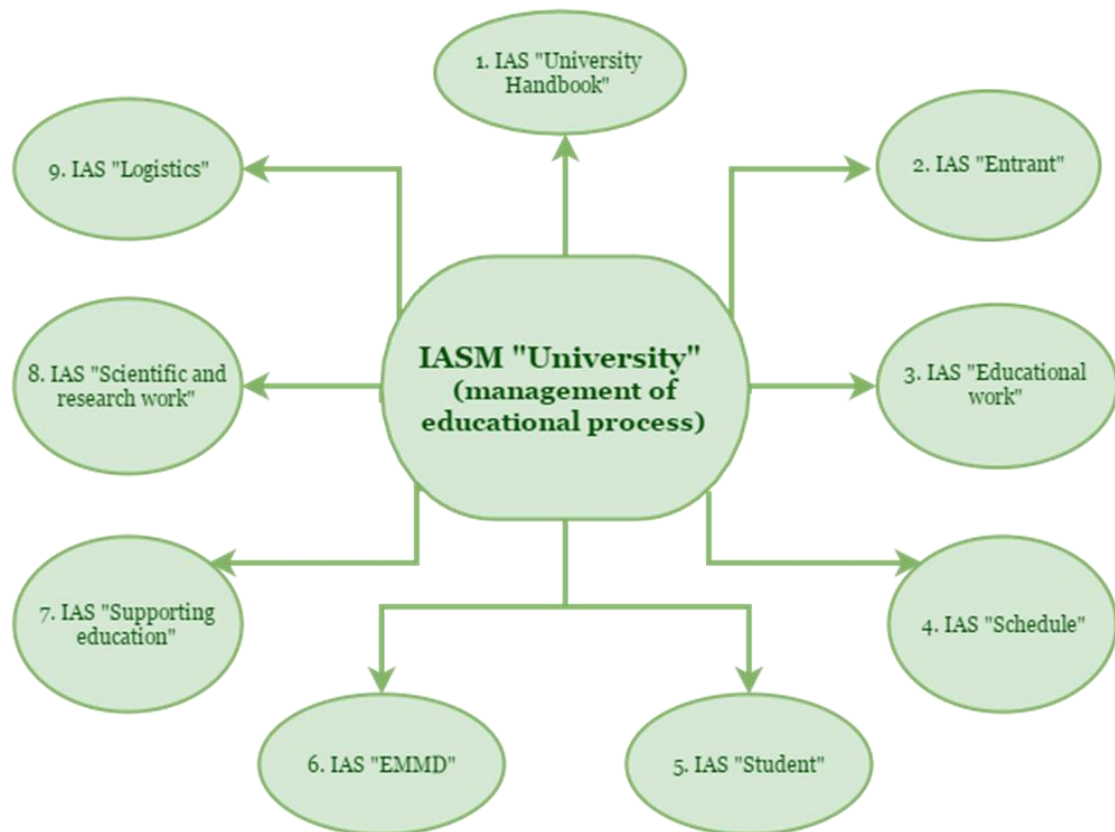 1. IAS "University
Handbook"
2. IAS "Entrant"
3. IAS "Educational
work"
4. IAS "Schedule"
5. IAS "Student"
6. IAS "EMMD"
7. IAS "Supporting
education"
8. IAS "Scientific and
research work"
9. IAS "Logistics"
IASM "University"
(management of
educational process)